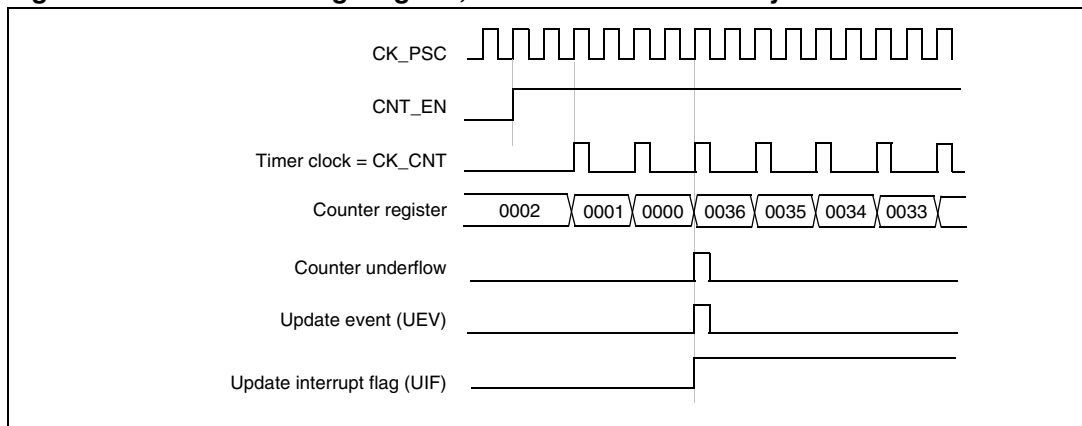 CK_PSC
CNT_EN
Timer clock = CK_CNT
Counter register 0002 0001 0000 0036 0035 0034 0033
Counter underflow
Update event (UEV)
Update interrupt flag (UIF)